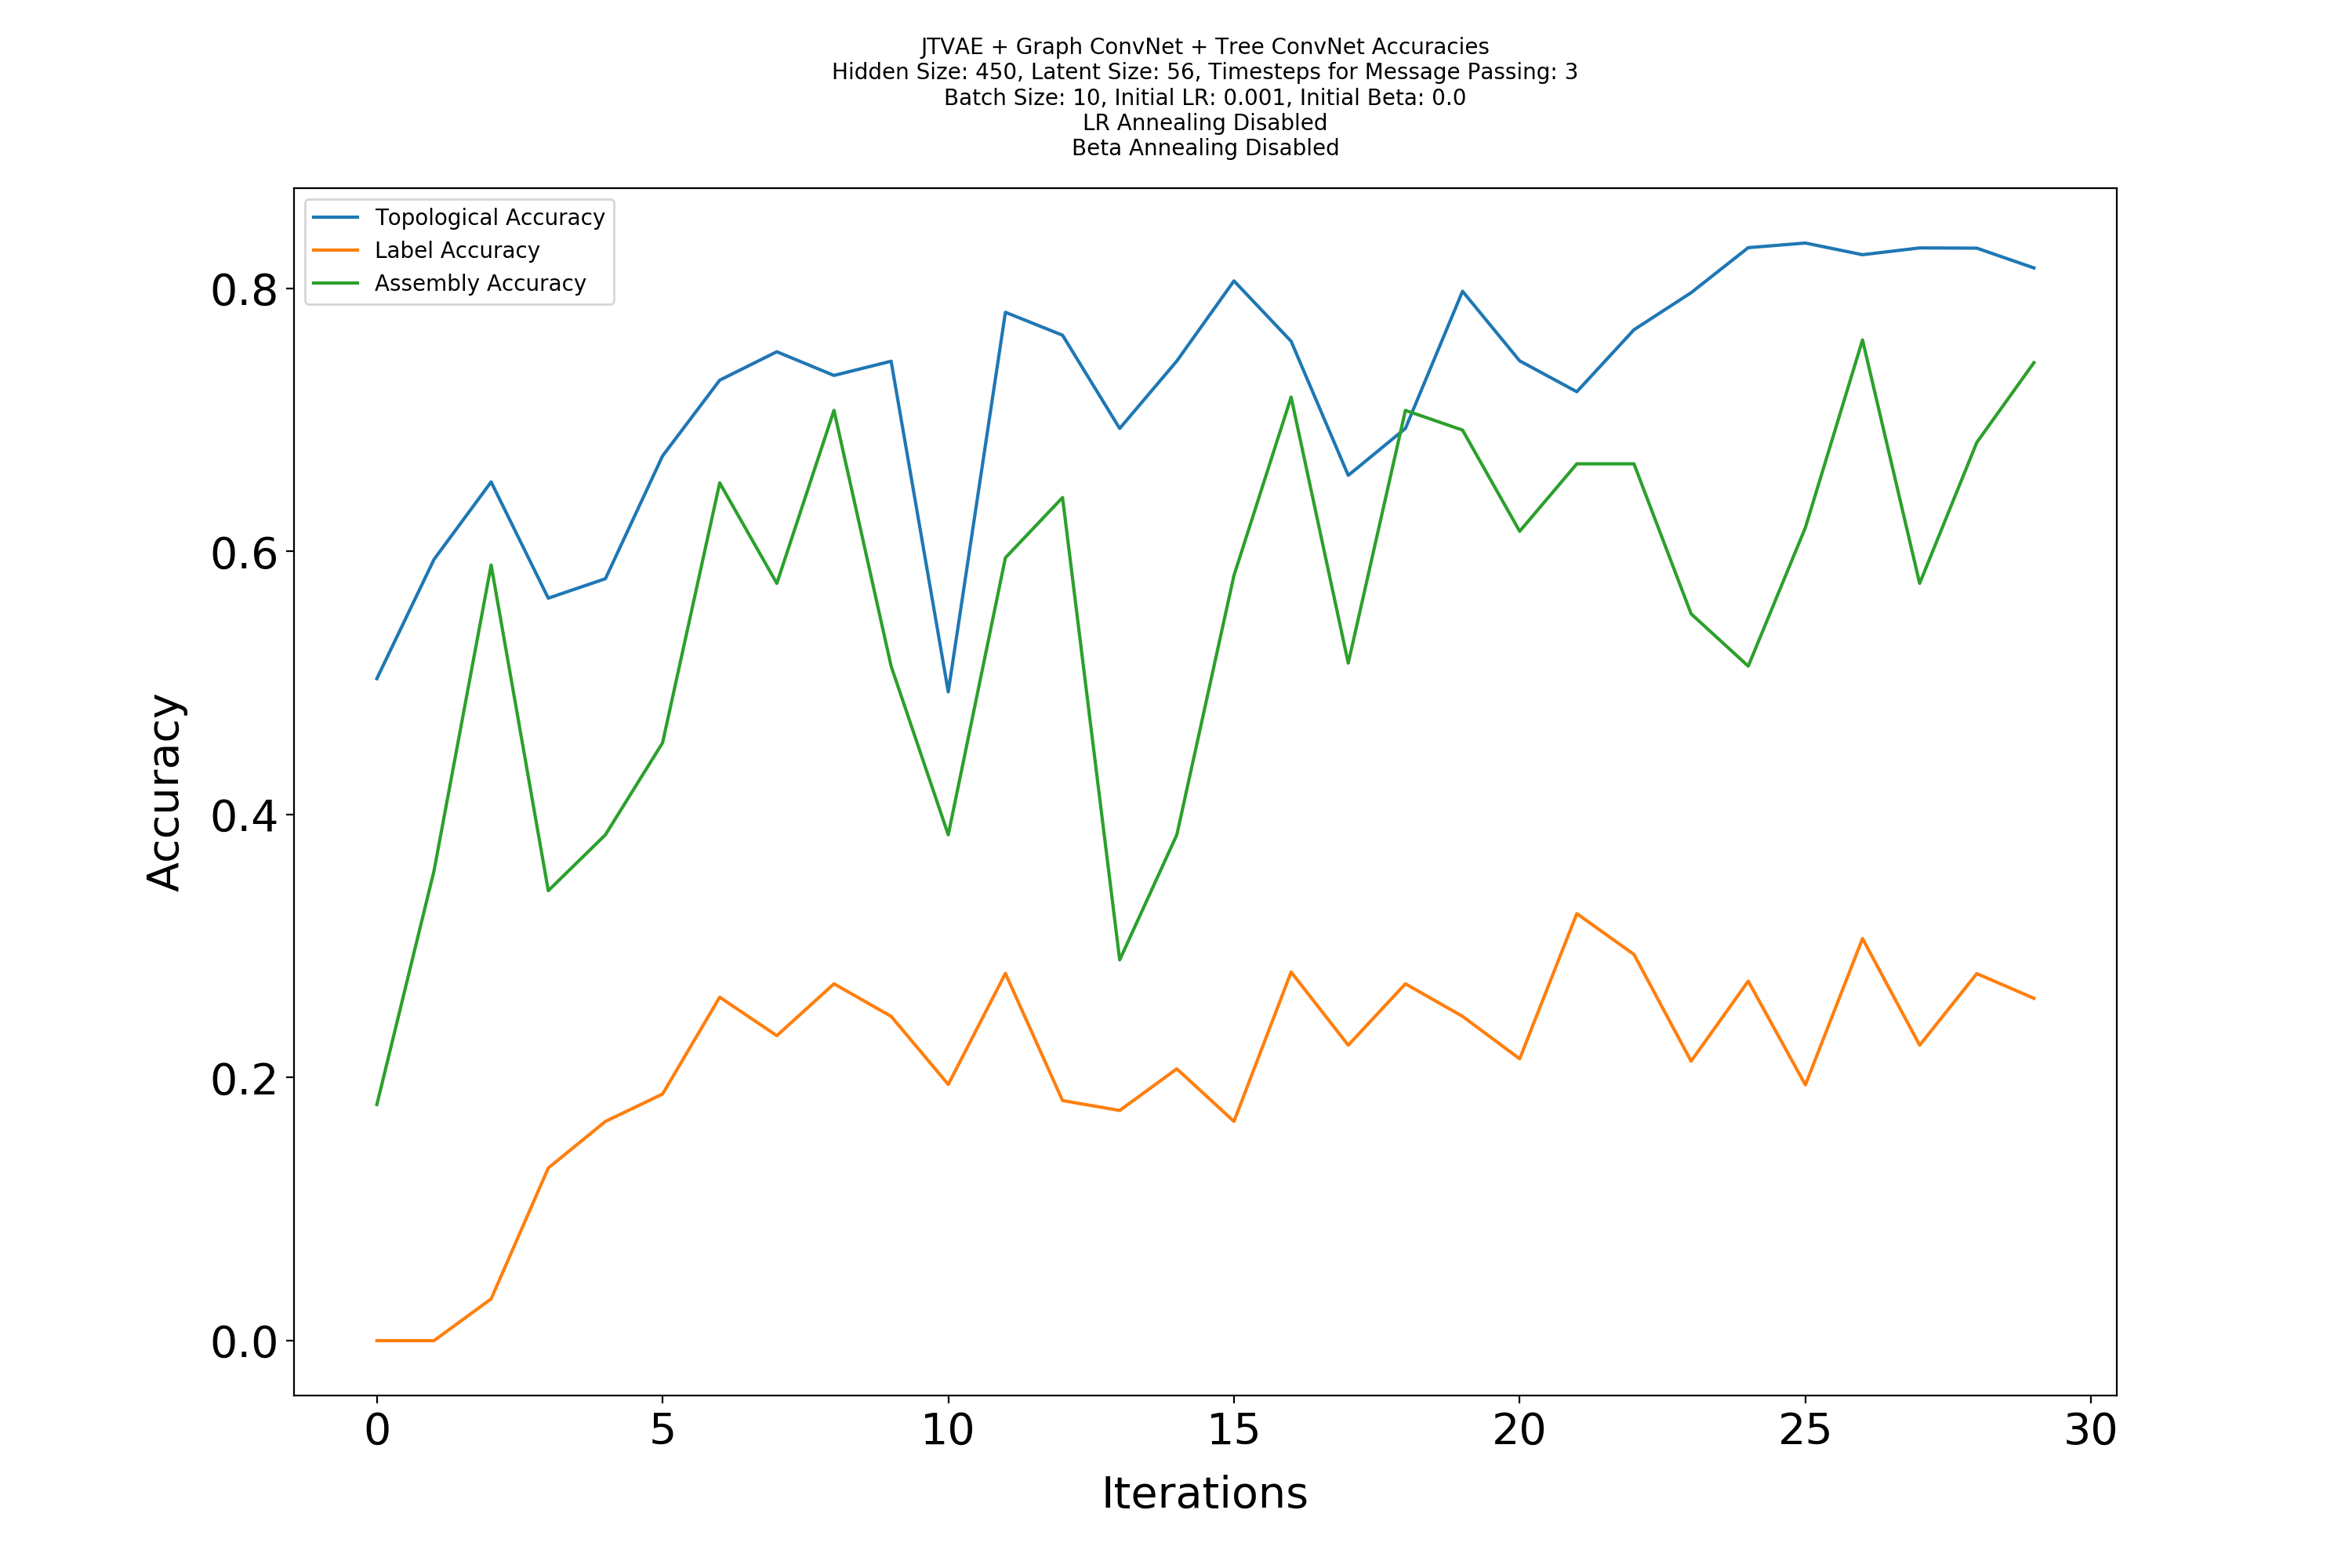 JTVAE + Graph ConvNet + Tree ConvNet Accuracies
Hidden Size: 450, Latent Size: 56, Timesteps for Message Passing: 3
Batch Size: 10, Initial LR: 0.001, Initial Beta: 0.0
LR Annealing Disabled
Beta Annealing Disabled
Topological Accuracy
Label Accuracy
Assembly Accuracy
0.8
0.6
0.4
0.2
0.0
Accuracy
0 5 10 15 20 25 30
Iterations